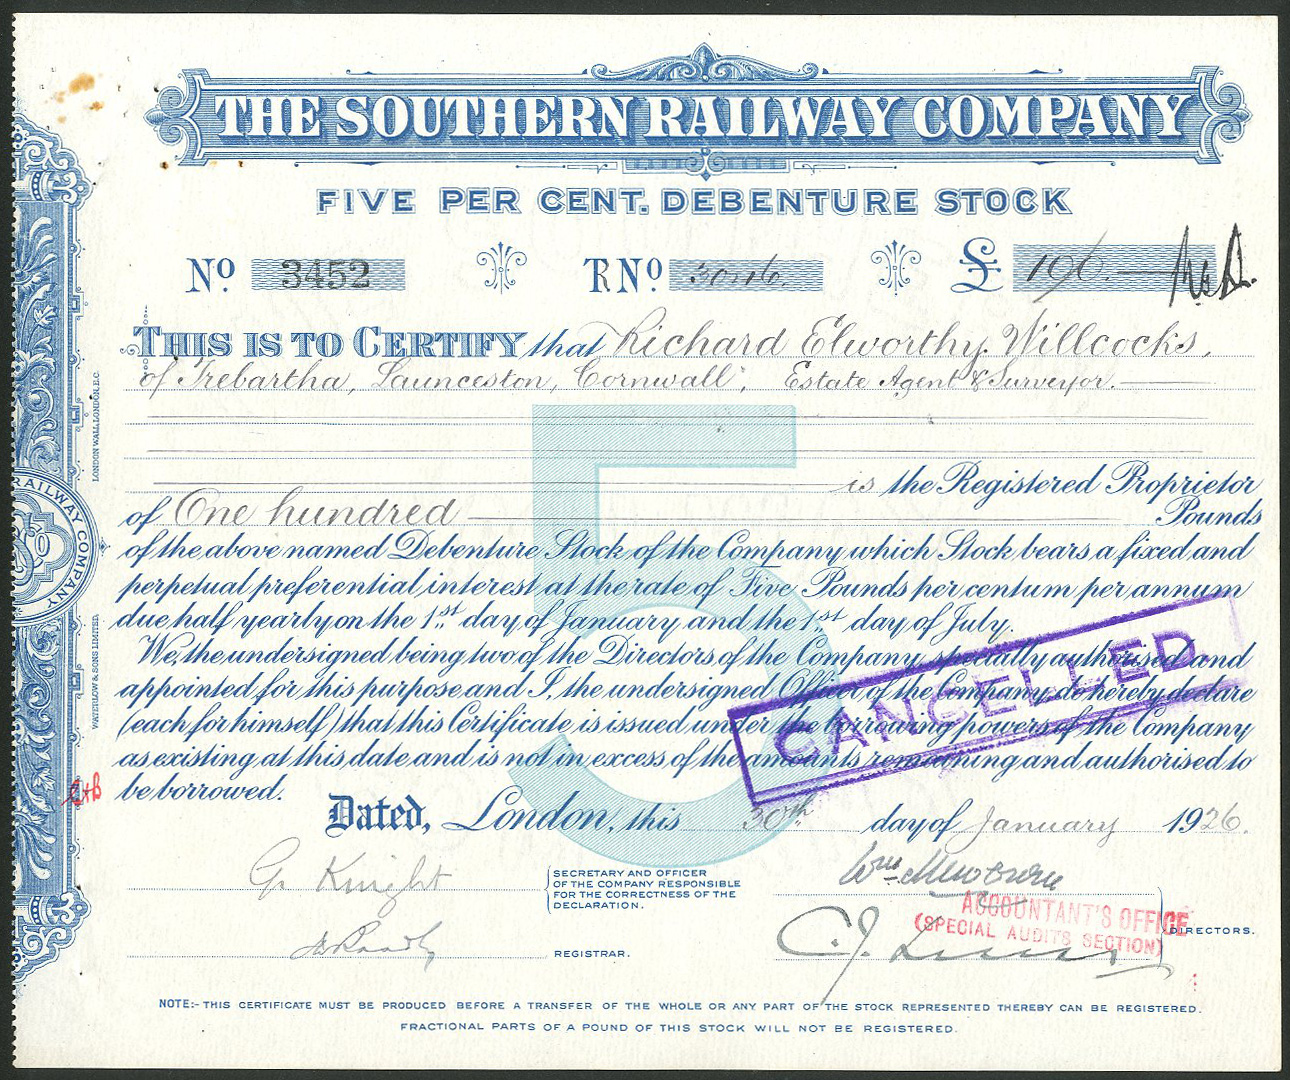 THE SOUTHERN RAILWAY COMPANY
FIVE PER CENT. DEBENTURE STOCK
No 3452 R No £ 100.
THIS IS TO CERTIFY that Richard Elworthy Willcocks,
of Trebartha, Launceston, Cornwall, Estate Agent & Surveyor.
is the Registered Proprietor
of One hundred Pounds
of the above named Debenture Stock of the Company which Stock bears a fixed and
perpetual preferential interest at the rate of Five Pounds per centum per annum
due half yearly on the 1st day of January and the 1st day of July.
We, the undersigned being two of the Directors of the Company, specially authorised and
appointed for this purpose and I, the undersigned Officer of the Company, do hereby declare
(each for himself) that this Certificate is issued under the borrowing powers of the Company
as existing at this date and is not in excess of the amounts remaining and authorised to
be borrowed.
CANCELLED.
Dated, London, this 30th day of January 1926.
G. Knight
SECRETARY AND OFFICER
OF THE COMPANY RESPONSIBLE
FOR THE CORRECTNESS OF THE
DECLARATION.
REGISTRAR.
ACCOUNTANT'S OFFICE
(SPECIAL AUDITS SECTION)
DIRECTORS.
NOTE:- THIS CERTIFICATE MUST BE PRODUCED BEFORE A TRANSFER OF THE WHOLE OR ANY PART OF THE STOCK REPRESENTED THEREBY CAN BE REGISTERED.
FRACTIONAL PARTS OF A POUND OF THIS STOCK WILL NOT BE REGISTERED.
5
RAILWAY COMPANY
WATERLOW & SONS LIMITED,
LONDON WALL, LONDON, E.C.